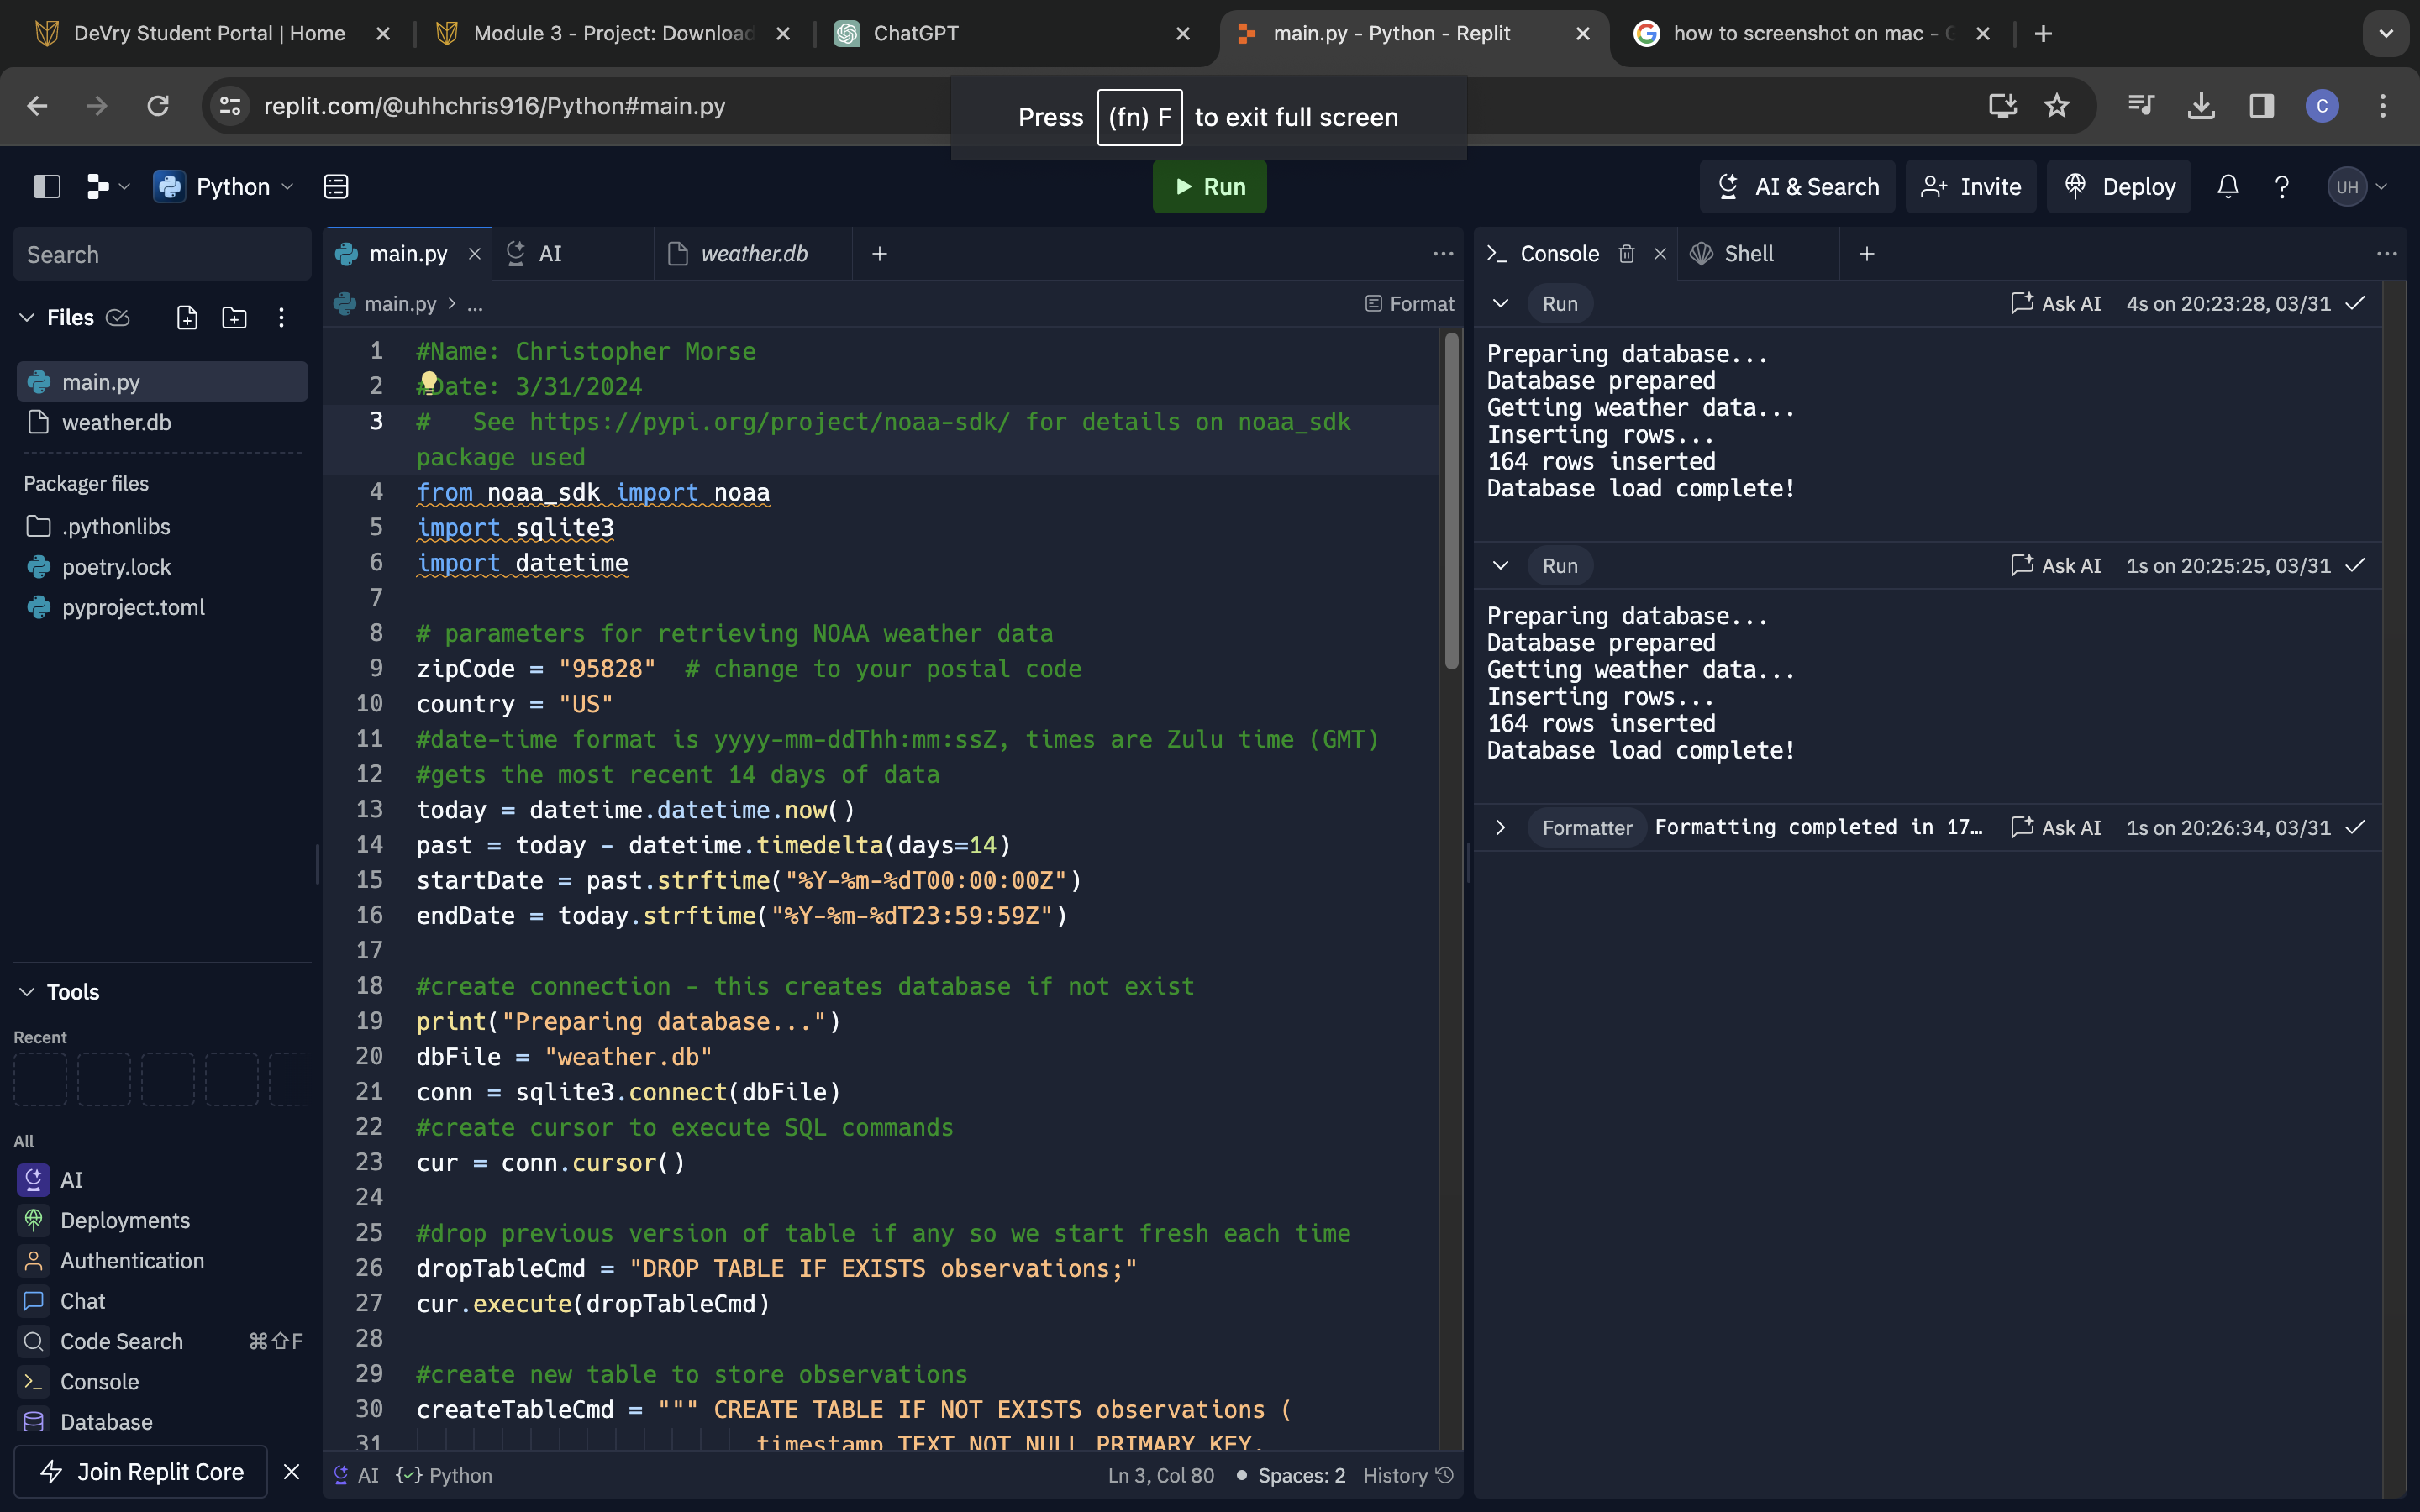 DeVry Student Portal | Home
Module 3 - Project: Download
ChatGPT
main.py - Python - Replit
how to screenshot on mac -
replit.com/@uhhchris916/Python#main.py
Press (fn) F to exit full screen
C
Python
Run
AI & Search
Invite
Deploy
UH
Search
Files
main.py
weather.db
Packager files
.pythonlibs
poetry.lock
pyproject.toml
Tools
Recent
All
AI
Deployments
Authentication
Chat
Code Search ⌘⇧F
Console
Database
Join Replit Core
main.py
AI
weather.db
main.py > ...
Format
1 #Name: Christopher Morse
2 #Date: 3/31/2024
3 #   See https://pypi.org/project/noaa-sdk/ for details on noaa_sdk
package used
4 from noaa_sdk import noaa
5 import sqlite3
6 import datetime
7
8 # parameters for retrieving NOAA weather data
9 zipCode = "95828"  # change to your postal code
10 country = "US"
11 #date-time format is yyyy-mm-ddThh:mm:ssZ, times are Zulu time (GMT)
12 #gets the most recent 14 days of data
13 today = datetime.datetime.now()
14 past = today - datetime.timedelta(days=14)
15 startDate = past.strftime("%Y-%m-%dT00:00:00Z")
16 endDate = today.strftime("%Y-%m-%dT23:59:59Z")
17
18 #create connection - this creates database if not exist
19 print("Preparing database...")
20 dbFile = "weather.db"
21 conn = sqlite3.connect(dbFile)
22 #create cursor to execute SQL commands
23 cur = conn.cursor()
24
25 #drop previous version of table if any so we start fresh each time
26 dropTableCmd = "DROP TABLE IF EXISTS observations;"
27 cur.execute(dropTableCmd)
28
29 #create new table to store observations
30 createTableCmd = """ CREATE TABLE IF NOT EXISTS observations (
31 timestamp TEXT NOT NULL PRIMARY KEY,
AI
Python
Ln 3, Col 80
Spaces: 2
History
Console
Shell
Run
Ask AI
4s on 20:23:28, 03/31
Preparing database...
Database prepared
Getting weather data...
Inserting rows...
164 rows inserted
Database load complete!
Run
Ask AI
1s on 20:25:25, 03/31
Preparing database...
Database prepared
Getting weather data...
Inserting rows...
164 rows inserted
Database load complete!
Formatter
Formatting completed in 17…
Ask AI
1s on 20:26:34, 03/31